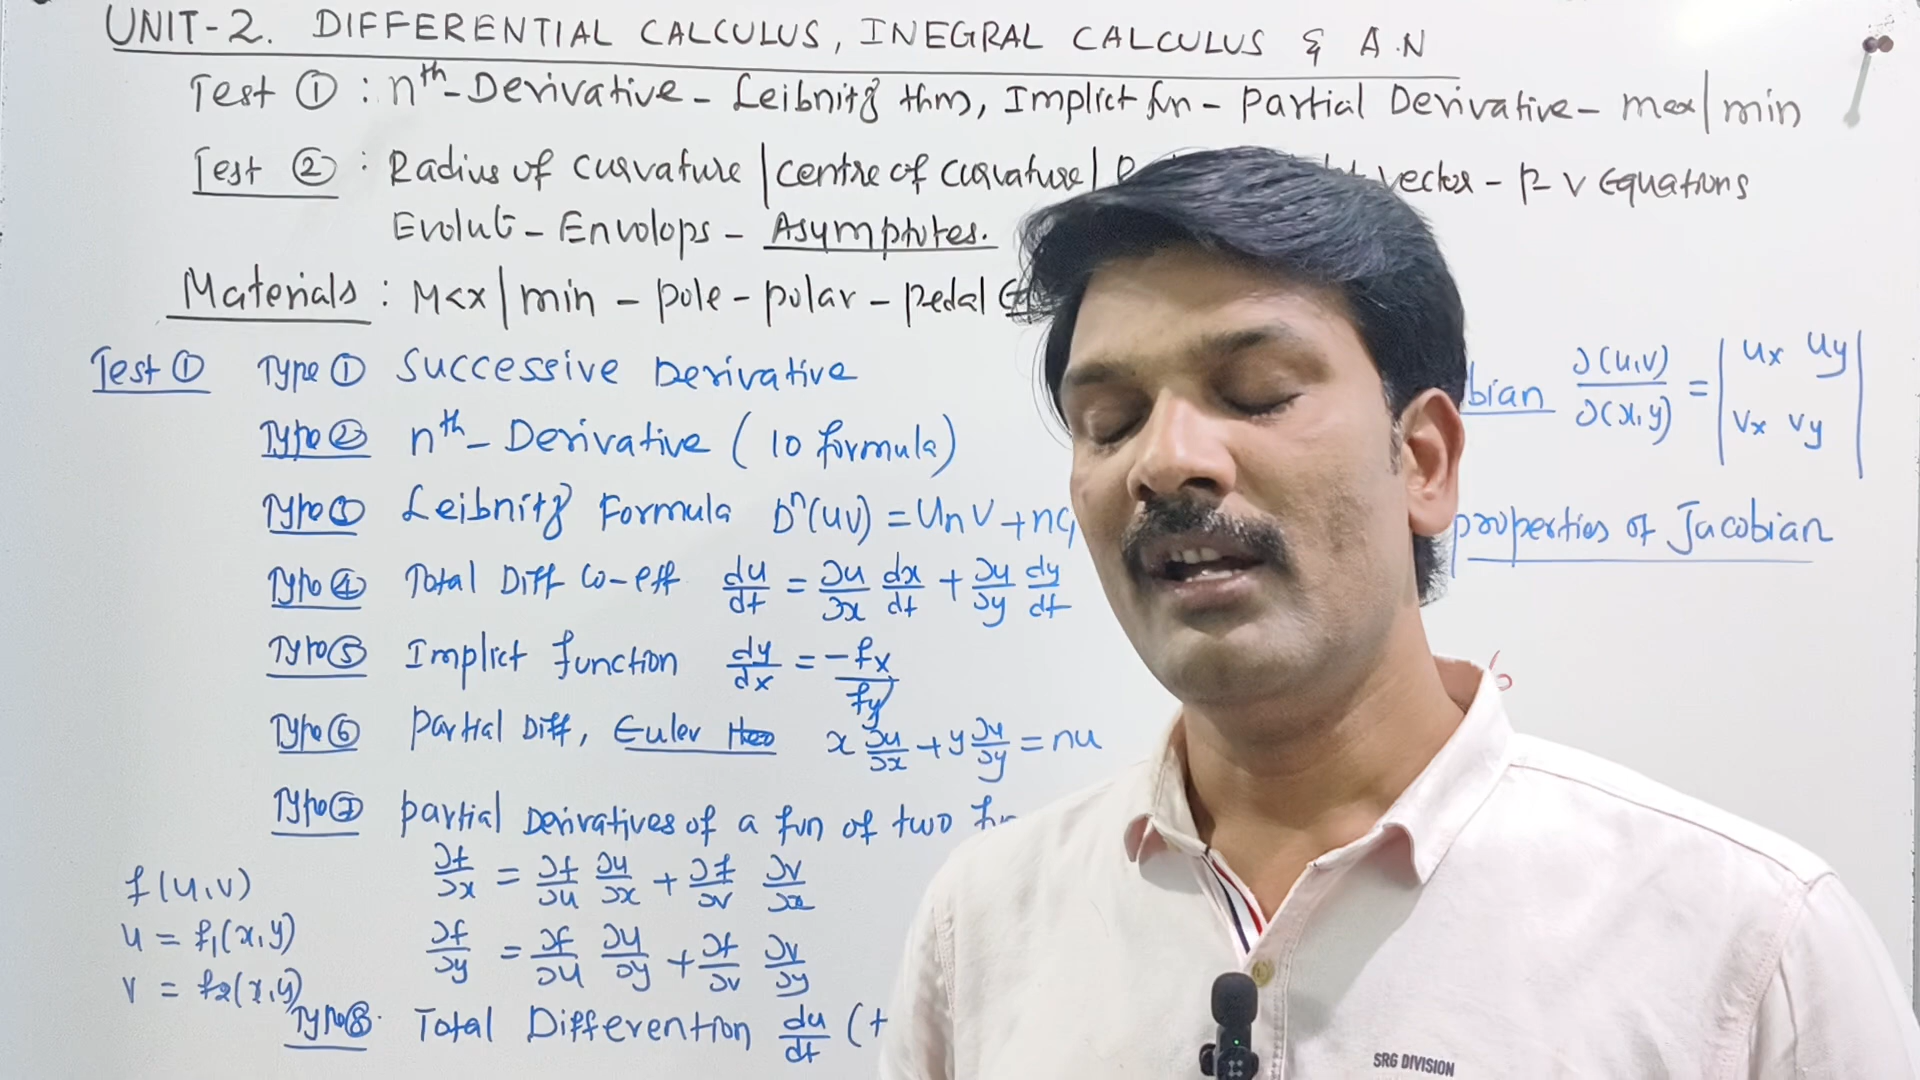 UNIT-2. DIFFERENTIAL CALCULUS, INEGRAL CALCULUS & A.N
Test ① : nth-Derivative - Leibnitz thm, Implict fn - Partial Derivative - max/min
Test ② : Radius of curvature | centre of curvature | vector - P-V Equations
Evolut - Envolops - Asymptotes.
Materials : Max/min - pole - polar - pedal
Test ① Type ① Successive Derivative
Type ② nth - Derivative (10 formula)
Type ③ Leibnitz Formula Dⁿ(uv) = Unv + nc₁
Type ④ Total Diff co-eff du/dt = ∂u/∂x dx/dt + ∂u/∂y dy/dt
Type ⑤ Implict function dy/dx = -fx/fy
Type ⑥ Partial Diff, Euler x ∂u/∂x + y ∂u/∂y = nu
Type ⑦ partial Derivatives of a fun of two
f(u,v) ∂f/∂x = ∂f/∂u ∂u/∂x + ∂f/∂v ∂v/∂x
u = f₁(x,y) ∂f/∂y = ∂f/∂u ∂u/∂y + ∂f/∂v ∂v/∂y
v = f₂(x,y)
Type ⑧. Total Differention du/dt (t
bian ∂(u,v)/∂(x,y) = | ux uy
vx vy |
properties of Jacobian
SRG DIVISION